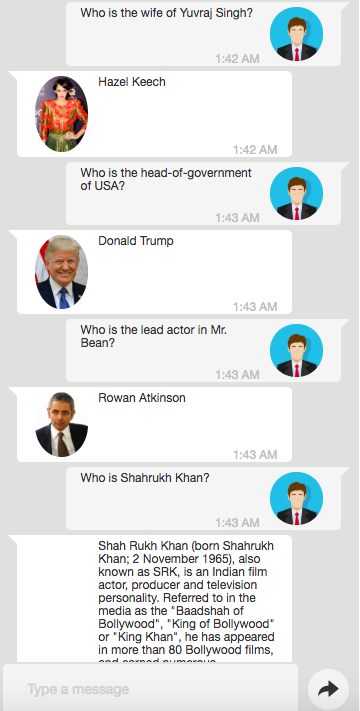 Who is the wife of Yuvraj Singh?
1:42 AM
Hazel Keech
1:42 AM
Who is the head-of-government
of USA?
1:43 AM
Donald Trump
1:43 AM
Who is the lead actor in Mr.
Bean?
1:43 AM
Rowan Atkinson
1:43 AM
Who is Shahrukh Khan?
1:43 AM
Shah Rukh Khan (born Shahrukh
Khan; 2 November 1965), also
known as SRK, is an Indian film
actor, producer and television
personality. Referred to in the
media as the "Baadshah of
Bollywood", "King of Bollywood"
or "King Khan", he has appeared
in more than 80 Bollywood films,
and earned numerous
Type a message